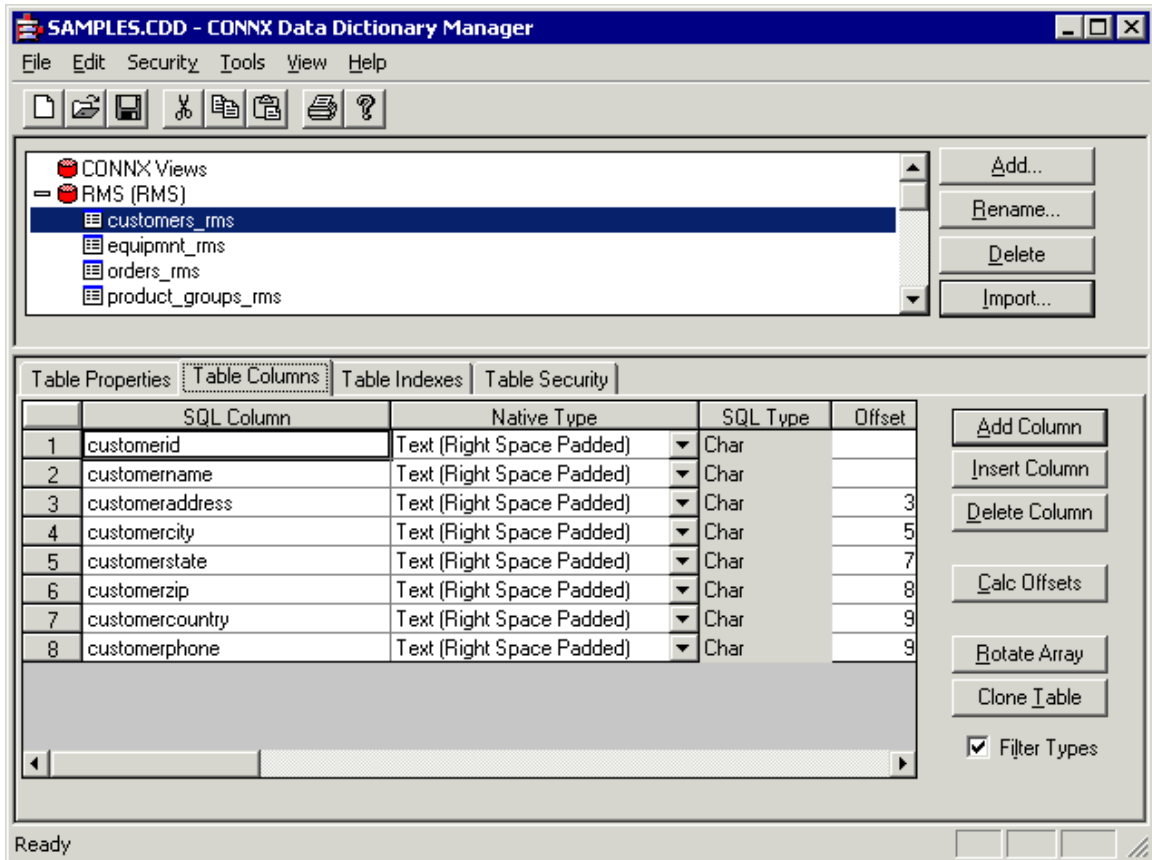 SAMPLES.CDD - CONNX Data Dictionary Manager
File Edit Security Tools View Help
CONNX Views
RMS (RMS)
customers_rms
equipmnt_rms
orders_rms
product_groups_rms
Add...
Rename...
Delete
Import...
Table Properties Table Columns Table Indexes Table Security
SQL Column Native Type SQL Type Offset
1 customerid Text (Right Space Padded) Char
2 customername Text (Right Space Padded) Char
3 customeraddress Text (Right Space Padded) Char 3
4 customercity Text (Right Space Padded) Char 5
5 customerstate Text (Right Space Padded) Char 7
6 customerzip Text (Right Space Padded) Char 8
7 customercountry Text (Right Space Padded) Char 9
8 customerphone Text (Right Space Padded) Char 9
Add Column
Insert Column
Delete Column
Calc Offsets
Rotate Array
Clone Table
Filter Types
Ready